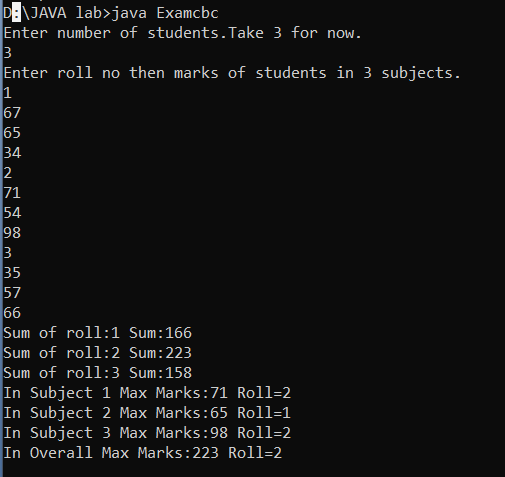 D:\JAVA lab>java Examcbc
Enter number of students.Take 3 for now.
3
Enter roll no then marks of students in 3 subjects.
1
67
65
34
2
71
54
98
3
35
57
66
Sum of roll:1 Sum:166
Sum of roll:2 Sum:223
Sum of roll:3 Sum:158
In Subject 1 Max Marks:71 Roll=2
In Subject 2 Max Marks:65 Roll=1
In Subject 3 Max Marks:98 Roll=2
In Overall Max Marks:223 Roll=2